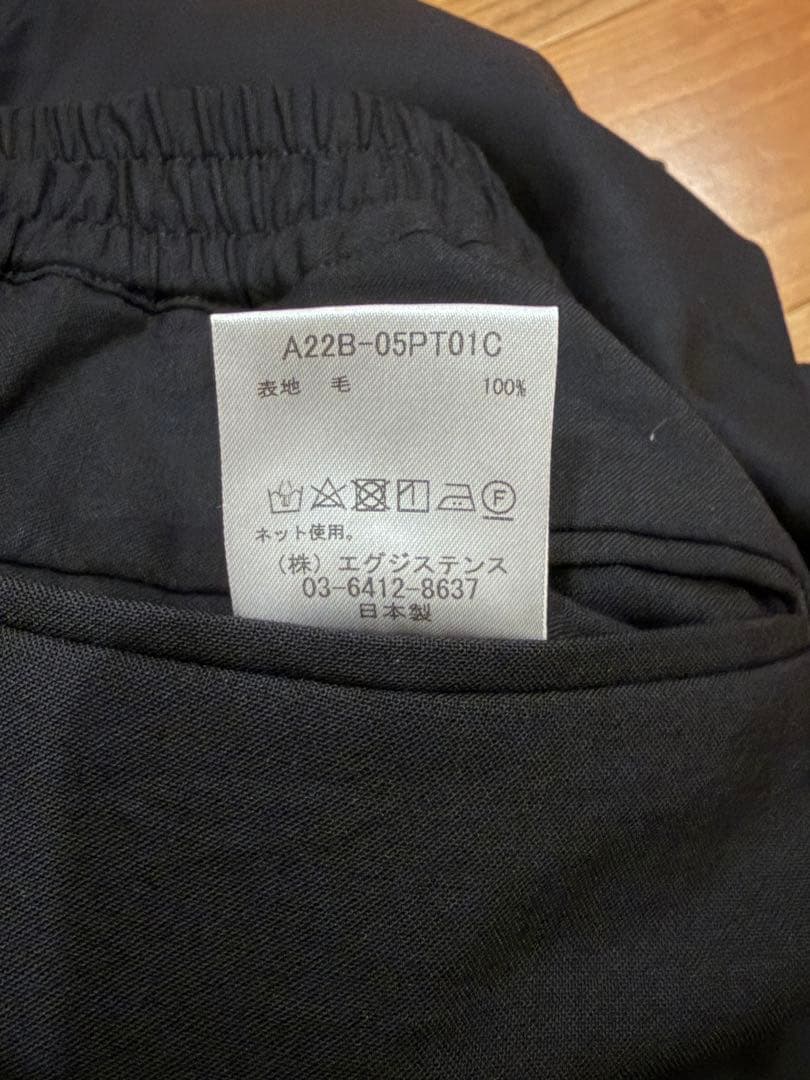 A22B-05PT01C
表地 毛 100%
F
ネット使用。
（株）エグジステンス
03-6412-8637
日本製